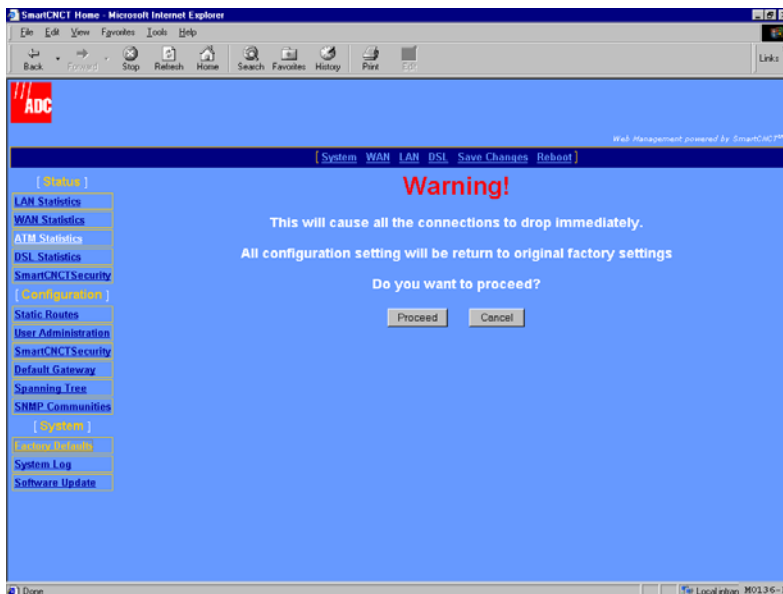 SmartCNCT Home - Microsoft Internet Explorer
File Edit View Favorites Tools Help
Back Forward Stop Refresh Home Search Favorites History Print Edit Links
ADC
Web Management powered by SmartCNCT
[ System WAN LAN DSL Save Changes Reboot ]
[ Status ]
LAN Statistics
WAN Statistics
ATM Statistics
DSL Statistics
SmartCNCTSecurity
[ Configuration ]
Static Routes
User Administration
SmartCNCTSecurity
Default Gateway
Spanning Tree
SNMP Communities
[ System ]
Factory Defaults
System Log
Software Update
Warning!
This will cause all the connections to drop immediately.
All configuration setting will be return to original factory settings
Do you want to proceed?
Proceed Cancel
Done
Local intran M0136-